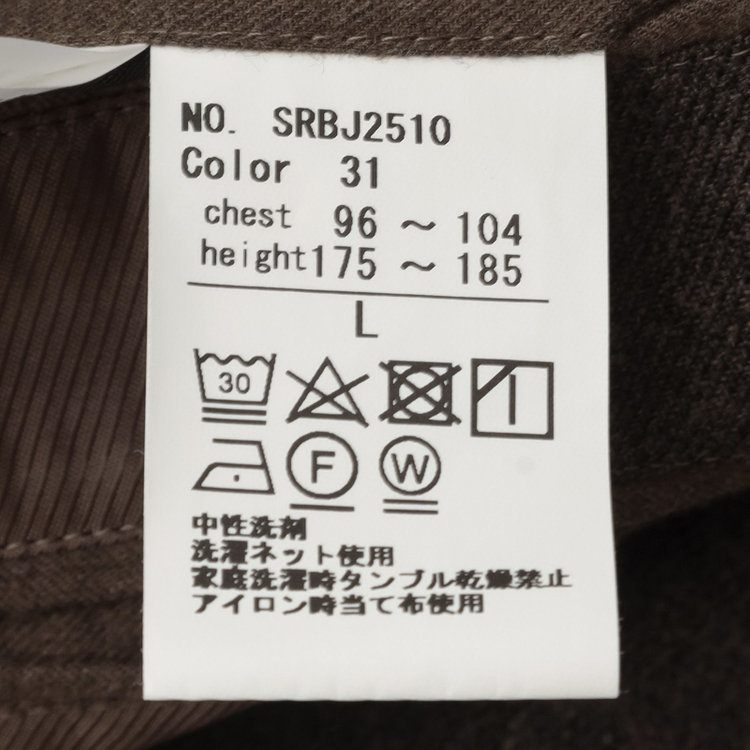 NO. SRBJ2510
Color 31
chest 96 ～ 104
height 175 ～ 185
L
30
F W
中性洗剤
洗濯ネット使用
家庭洗濯時タンブル乾燥禁止
アイロン時当て布使用